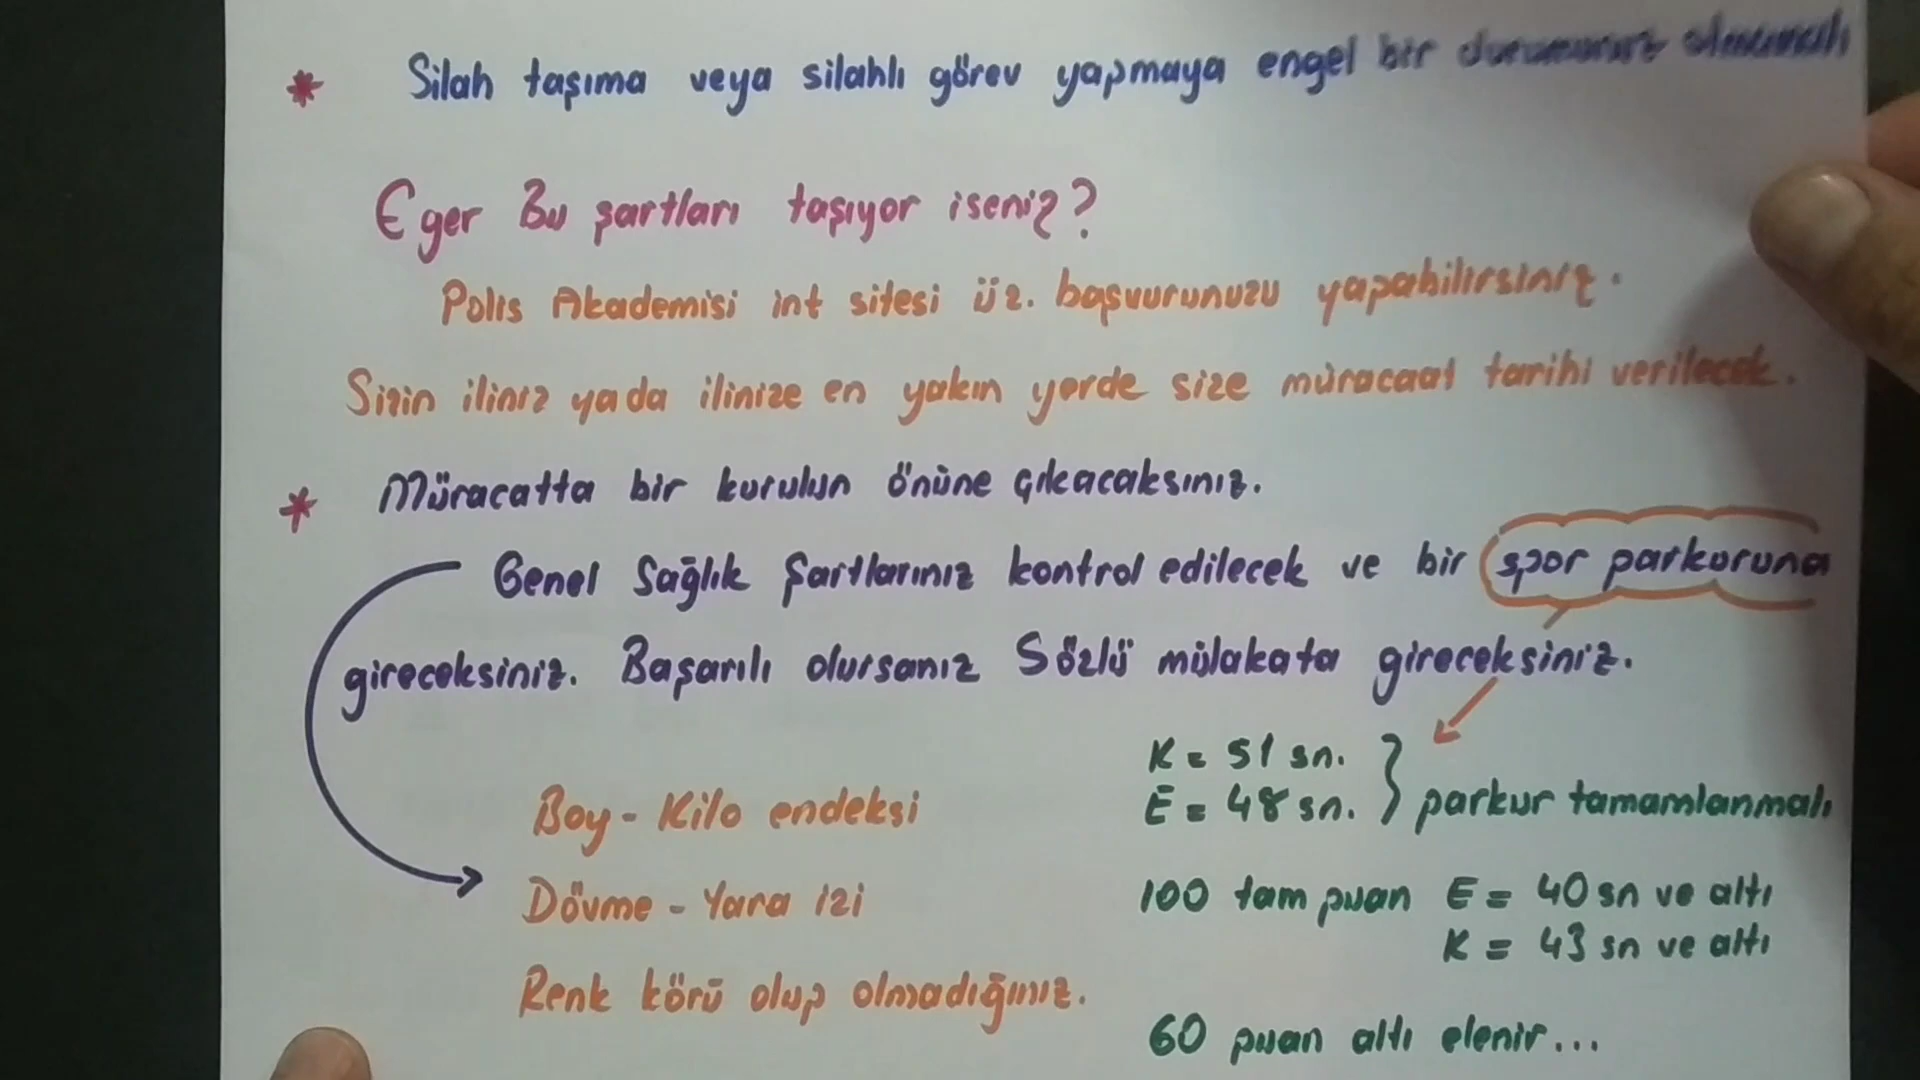 * Silah taşıma veya silahlı görev yapmaya engel bir durumunuz olmamalı
Eger Bu şartları taşıyor iseniz?
Polis Akademisi int sitesi üz. başvurunuzu yapabilirsiniz.
Sizin iliniz yada ilinize en yakın yerde size müracaat tarihi verilecek.
* Müracatta bir kurulun önüne çıkacaksınız.
Genel Sağlık Şartlarınız kontrol edilecek ve bir spor parkuruna
gireceksiniz. Başarılı olursanız Sözlü mülakata gireceksiniz.
K = 51 sn.
E = 48 sn. } parkur tamamlanmalı
Boy - Kilo endeksi
Dövme - Yara izi
Renk körü olup olmadığınız.
100 tam puan E = 40 sn ve altı
K = 43 sn ve altı
60 puan altı elenir...